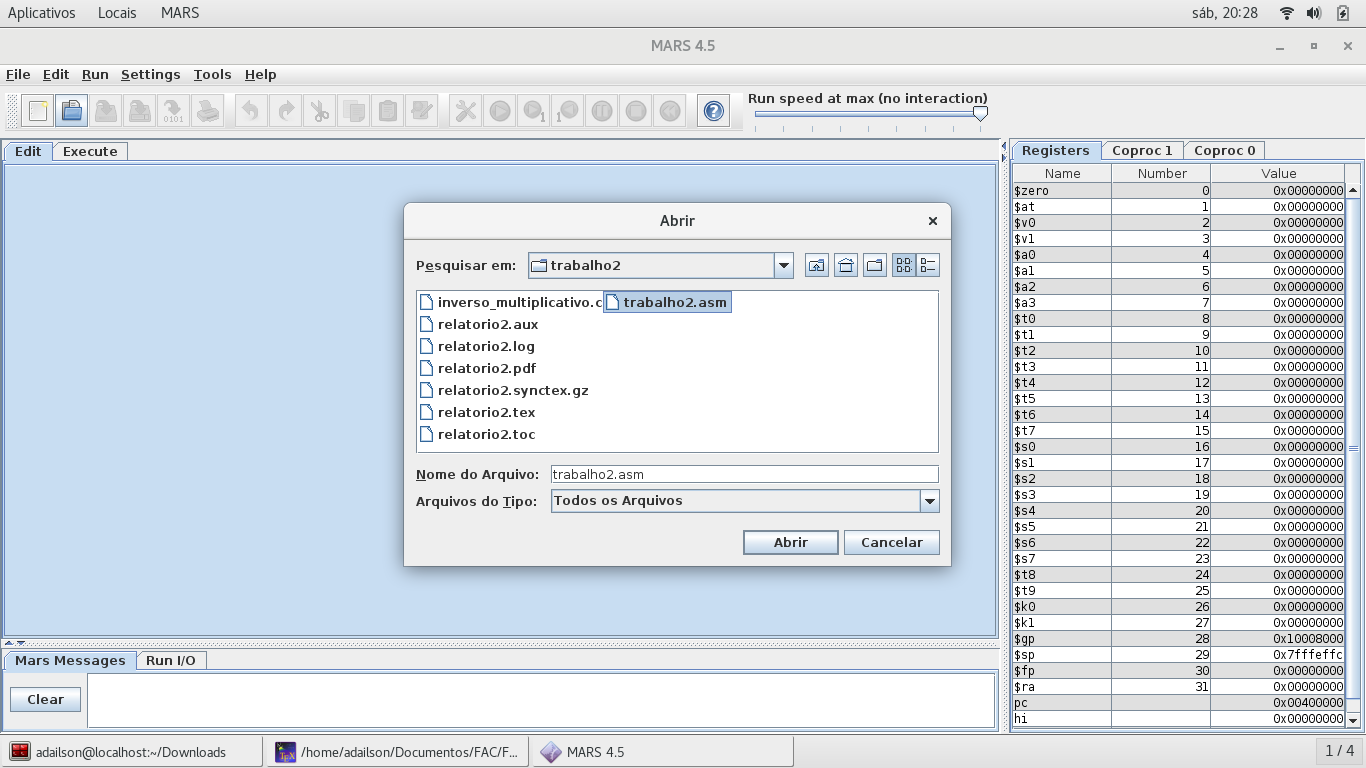 Aplicativos Locais MARS sáb, 20:28
MARS 4.5
File Edit Run Settings Tools Help
Run speed at max (no interaction)
Edit Execute
Registers Coproc 1 Coproc 0
Name Number Value
$zero 0 0x00000000
$at 1 0x00000000
$v0 2 0x00000000
$v1 3 0x00000000
$a0 4 0x00000000
$a1 5 0x00000000
$a2 6 0x00000000
$a3 7 0x00000000
$t0 8 0x00000000
$t1 9 0x00000000
$t2 10 0x00000000
$t3 11 0x00000000
$t4 12 0x00000000
$t5 13 0x00000000
$t6 14 0x00000000
$t7 15 0x00000000
$s0 16 0x00000000
$s1 17 0x00000000
$s2 18 0x00000000
$s3 19 0x00000000
$s4 20 0x00000000
$s5 21 0x00000000
$s6 22 0x00000000
$s7 23 0x00000000
$t8 24 0x00000000
$t9 25 0x00000000
$k0 26 0x00000000
$k1 27 0x00000000
$gp 28 0x10008000
$sp 29 0x7fffeffc
$fp 30 0x00000000
$ra 31 0x00000000
pc 0x00400000
hi 0x00000000
Abrir
Pesquisar em: trabalho2
inverso_multiplicativo.c trabalho2.asm
relatorio2.aux
relatorio2.log
relatorio2.pdf
relatorio2.synctex.gz
relatorio2.tex
relatorio2.toc
Nome do Arquivo: trabalho2.asm
Arquivos do Tipo: Todos os Arquivos
Abrir Cancelar
Mars Messages Run I/O
Clear
adailson@localhost:~/Downloads /home/adailson/Documentos/FAC/F... MARS 4.5 1 / 4